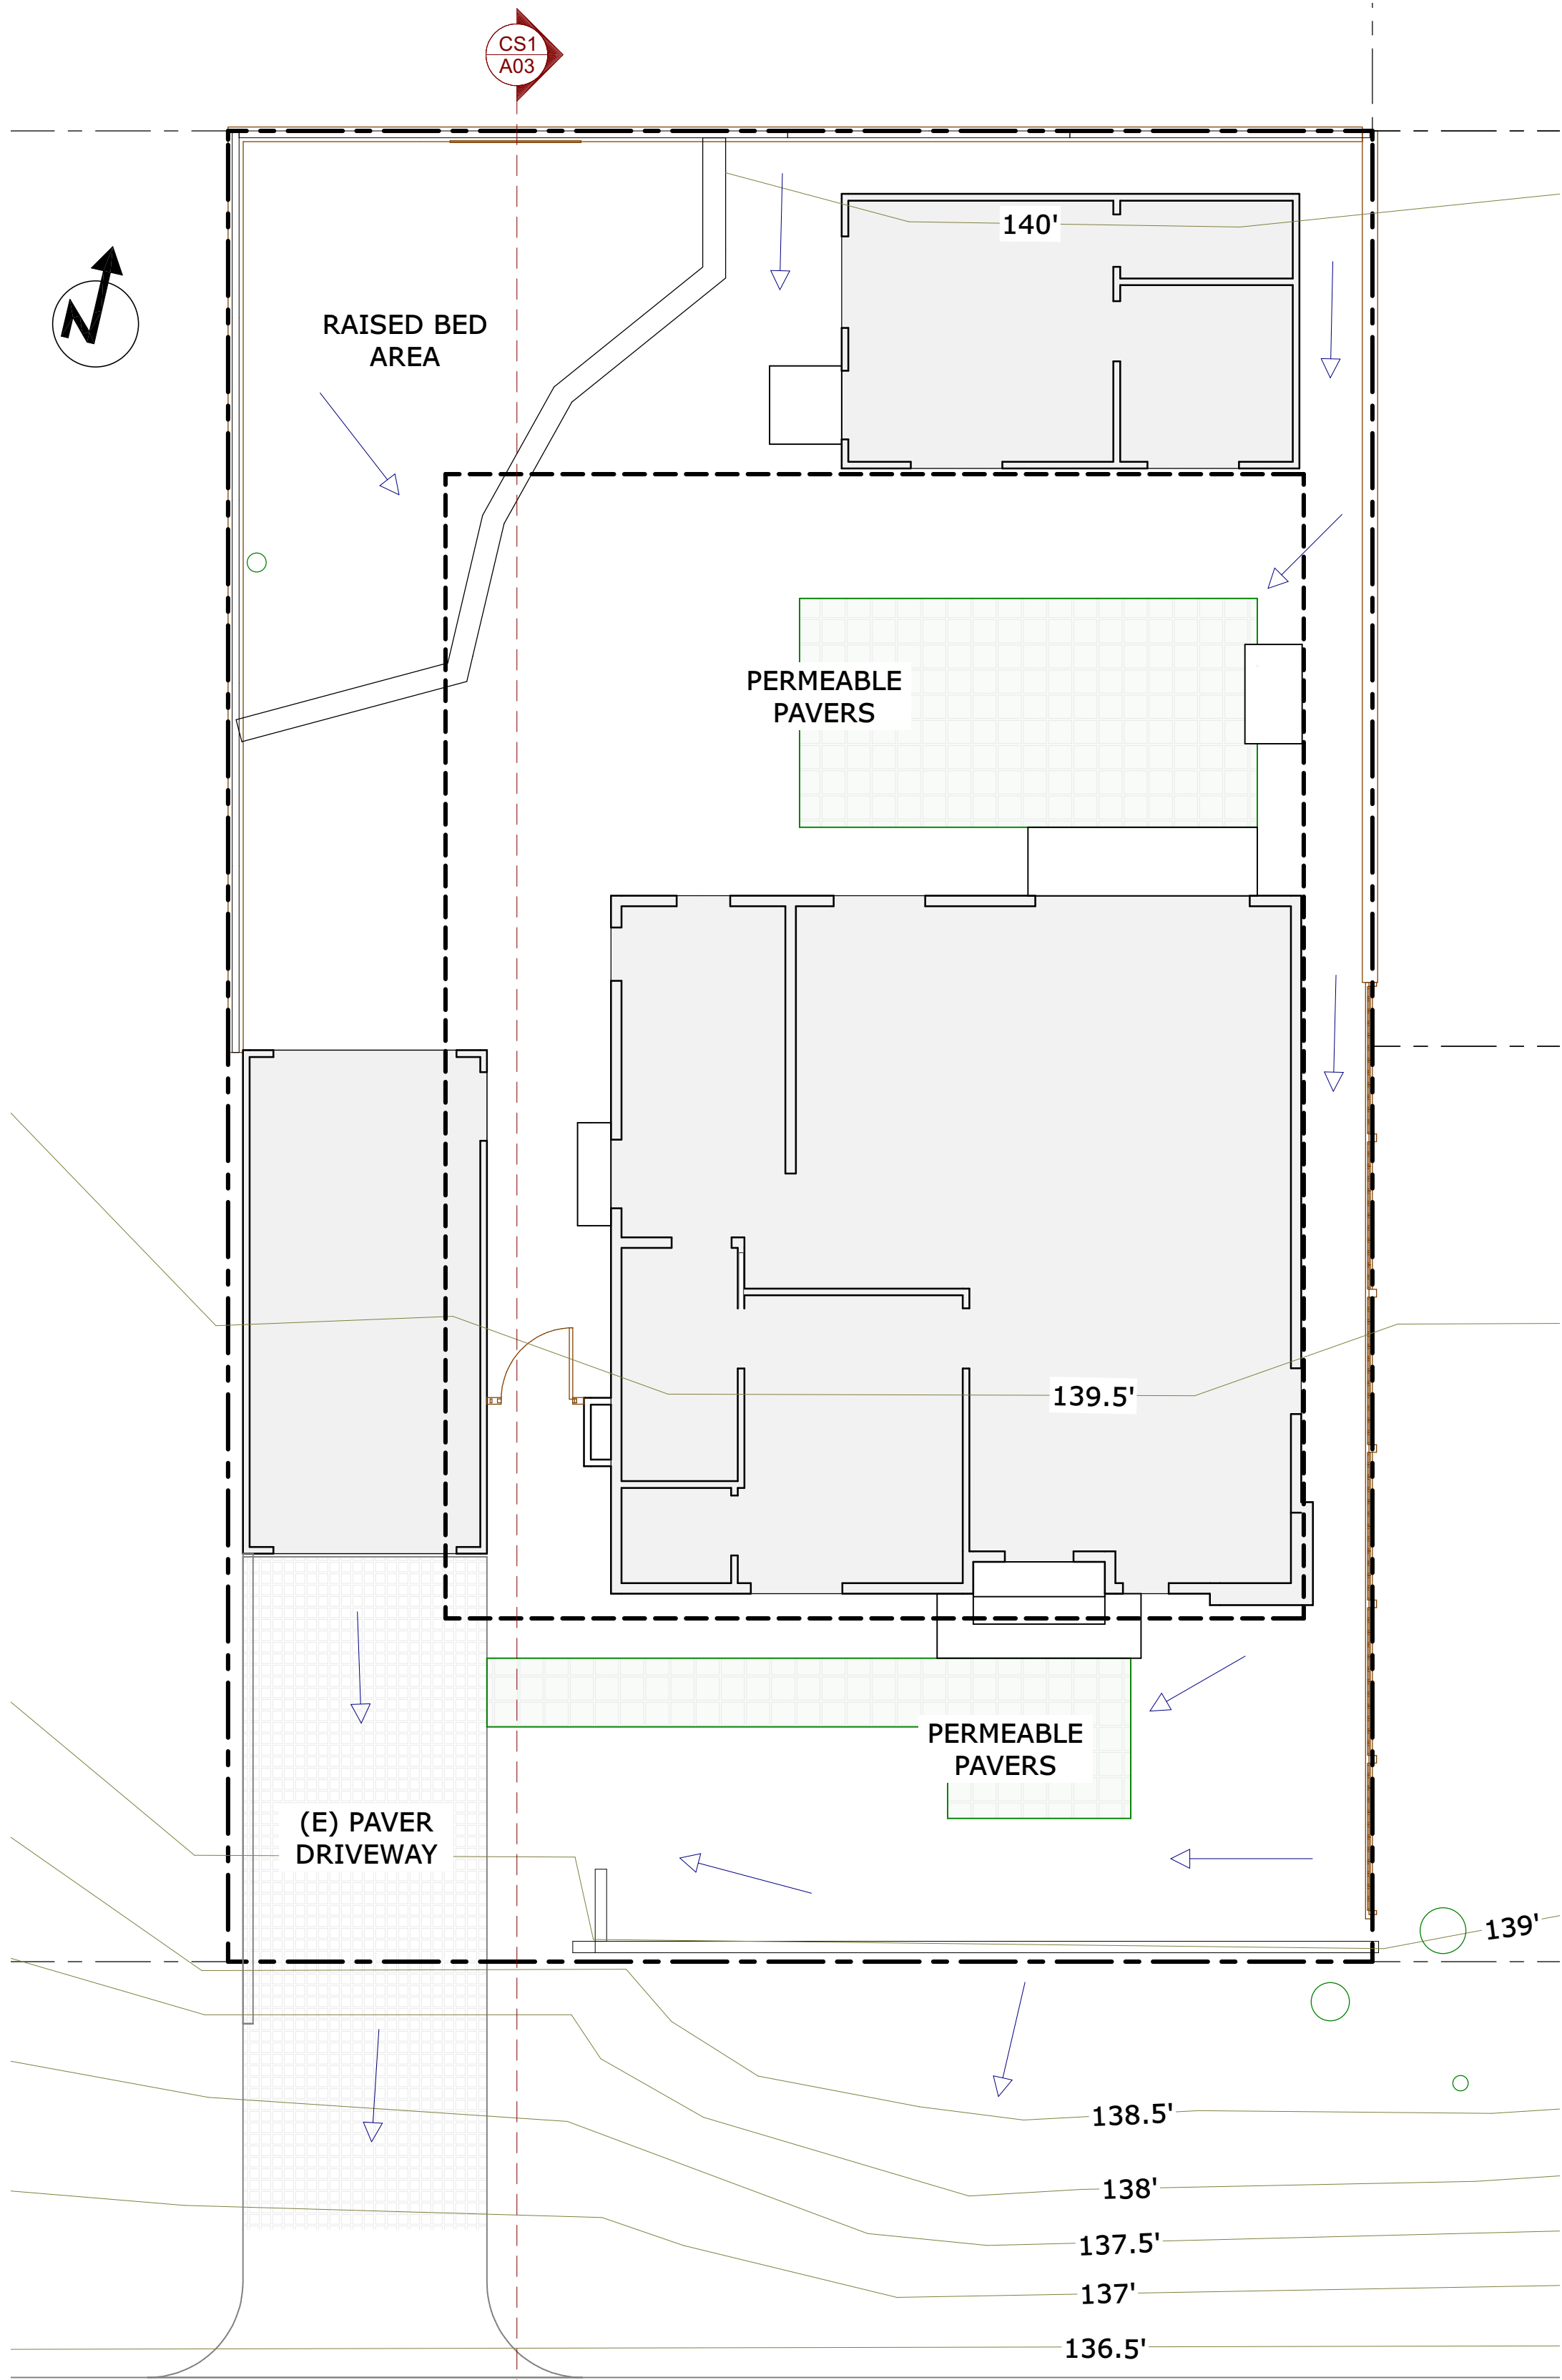 CS1
A03
140'
N
RAISED BED
AREA
PERMEABLE
PAVERS
139.5'
PERMEABLE
PAVERS
(E) PAVER
DRIVEWAY
139'
138.5'
138'
137.5'
137'
136.5'